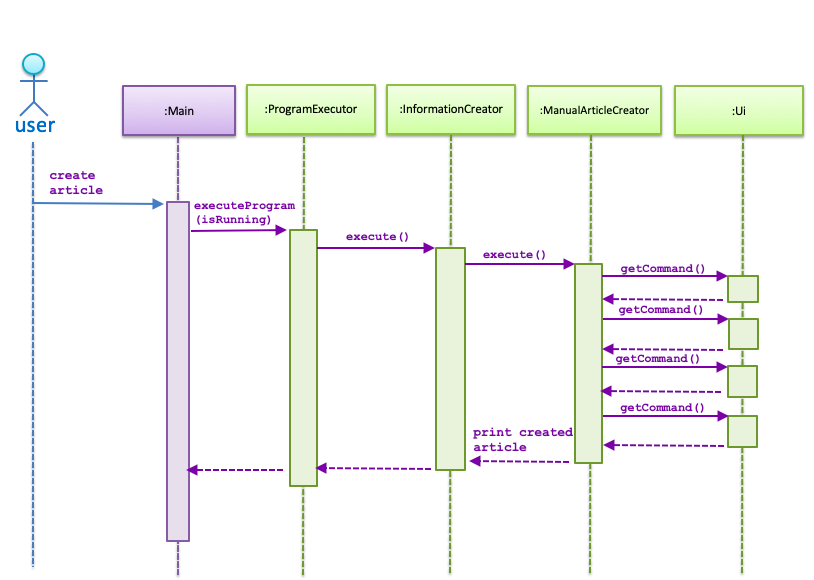 user
:Main
:ProgramExecutor
:InformationCreator
:ManualArticleCreator
:Ui
create
article
executeProgram
(isRunning)
execute()
execute()
getCommand()
getCommand()
getCommand()
getCommand()
print created
article